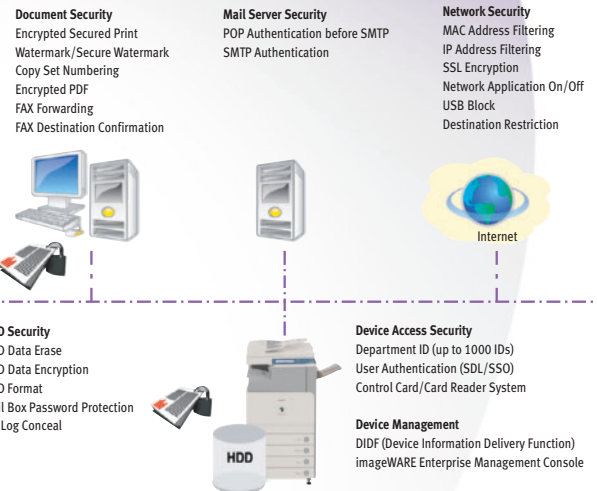 Document Security
Encrypted Secured Print
Watermark/Secure Watermark
Copy Set Numbering
Encrypted PDF
FAX Forwarding
FAX Destination Confirmation
Mail Server Security
POP Authentication before SMTP
SMTP Authentication
Network Security
MAC Address Filtering
IP Address Filtering
SSL Encryption
Network Application On/Off
USB Block
Destination Restriction
Internet
D Security
D Data Erase
D Data Encryption
D Format
il Box Password Protection
Log Conceal
HDD
Device Access Security
Department ID (up to 1000 IDs)
User Authentication (SDL/SSO)
Control Card/Card Reader System
Device Management
DIDF (Device Information Delivery Function)
imageWARE Enterprise Management Console